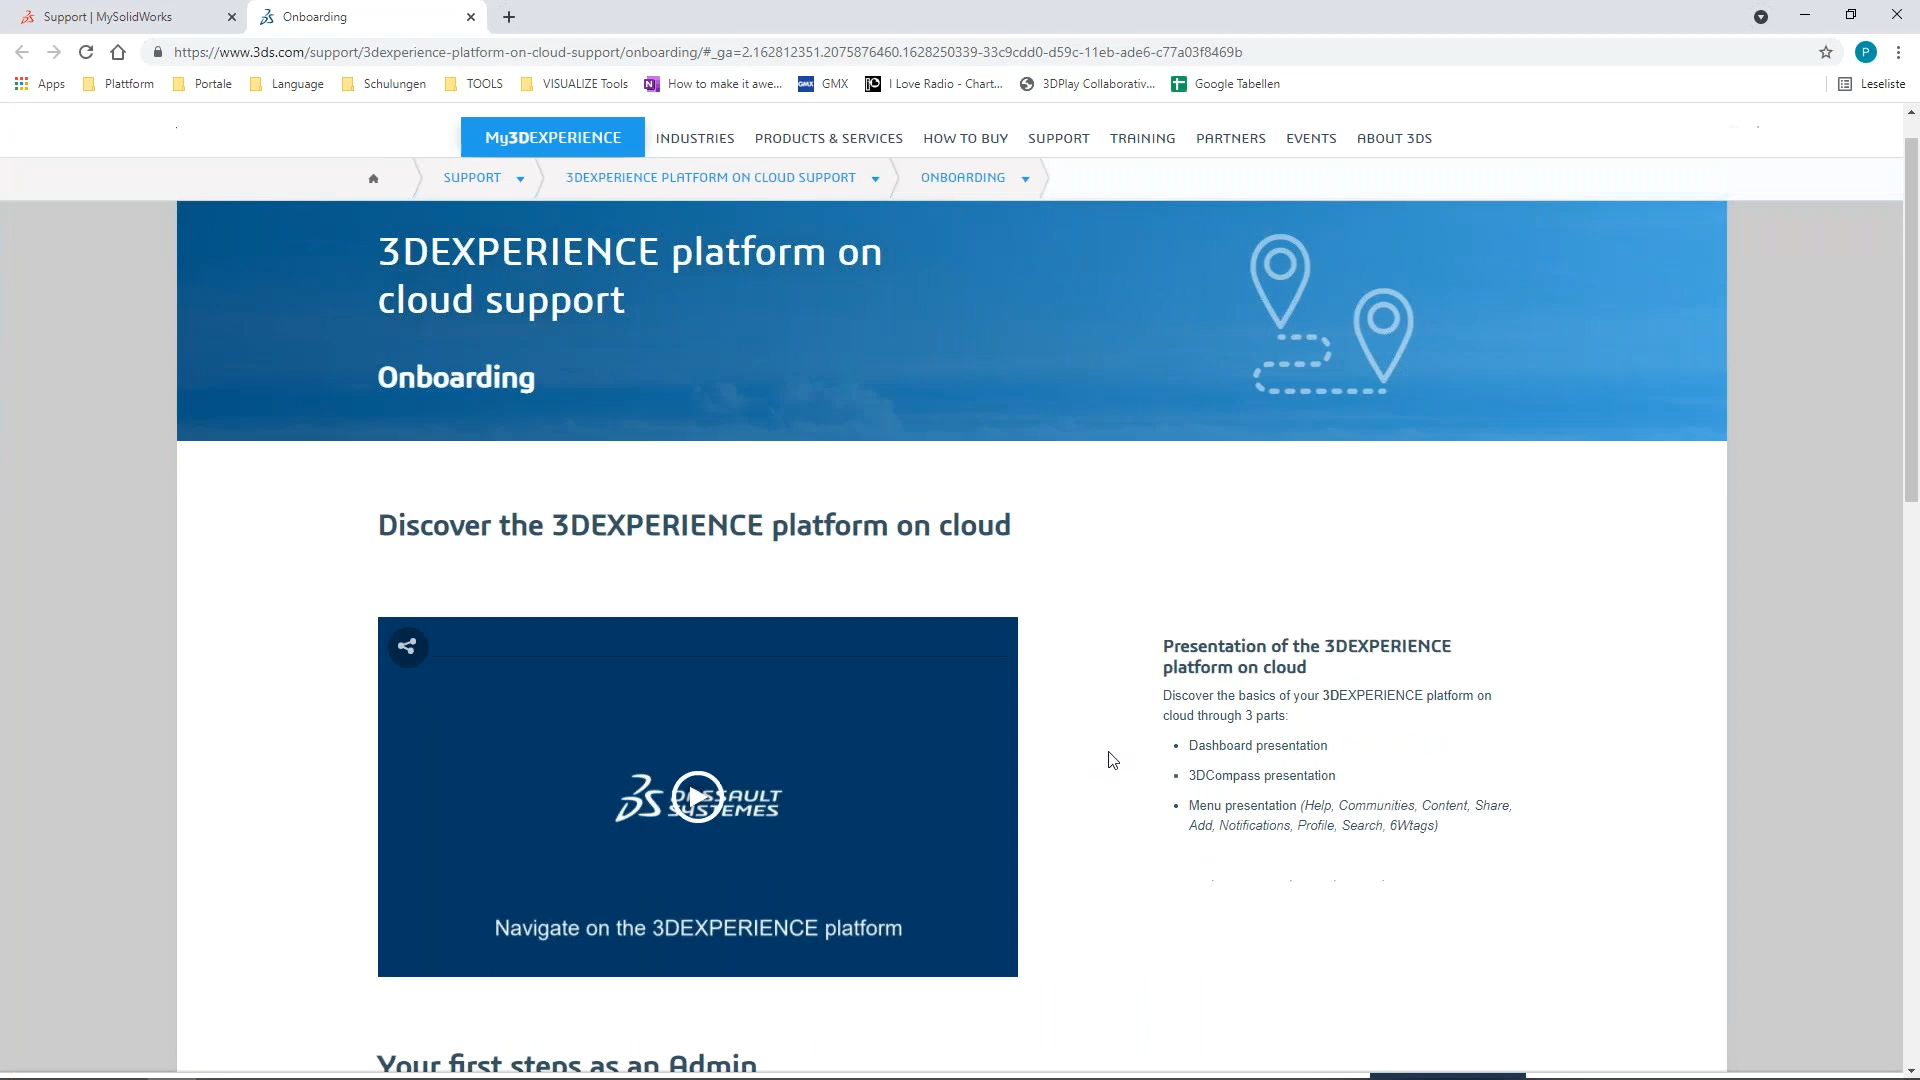 Support | MySolidWorks
Onboarding
https://www.3ds.com/support/3dexperience-platform-on-cloud-support/onboarding/#_ga=2.162812351.2075876460.1628250339-33c9cdd0-d59c-11eb-ade6-c77a03f8469b
P
Apps Plattform Portale Language Schulungen TOOLS VISUALIZE Tools How to make it awe... GMX I Love Radio - Chart... 3DPlay Collaborativ... Google Tabellen Leseliste
My3DEXPERIENCE INDUSTRIES PRODUCTS & SERVICES HOW TO BUY SUPPORT TRAINING PARTNERS EVENTS ABOUT 3DS
SUPPORT 3DEXPERIENCE PLATFORM ON CLOUD SUPPORT ONBOARDING
3DEXPERIENCE platform on
cloud support
Onboarding
Discover the 3DEXPERIENCE platform on cloud
DASSAULT
SYSTEMES
Navigate on the 3DEXPERIENCE platform
Presentation of the 3DEXPERIENCE
platform on cloud
Discover the basics of your 3DEXPERIENCE platform on
cloud through 3 parts:
• Dashboard presentation
• 3DCompass presentation
• Menu presentation (Help, Communities, Content, Share,
Add, Notifications, Profile, Search, 6Wtags)
Your first steps as an Admin